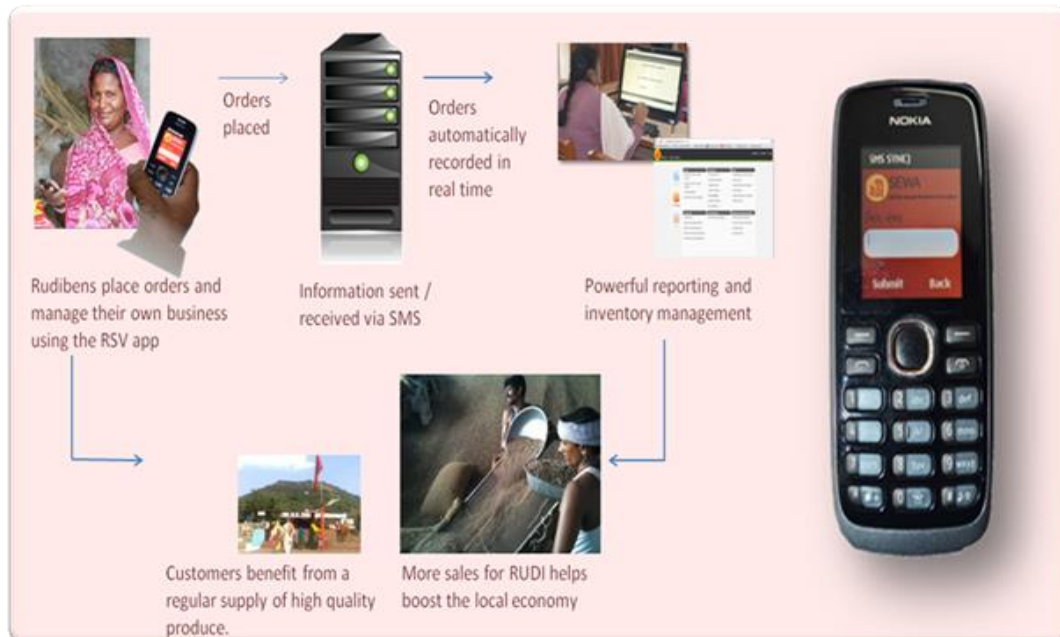 Orders
placed
Orders
automatically
recorded in
real time
Rudibens place orders and
manage their own business
using the RSV app
Information sent /
received via SMS
Powerful reporting and
inventory management
Customers benefit from a
regular supply of high quality
produce.
More sales for RUDI helps
boost the local economy
NOKIA
SMS SYNC)
SEWA
Submit Back